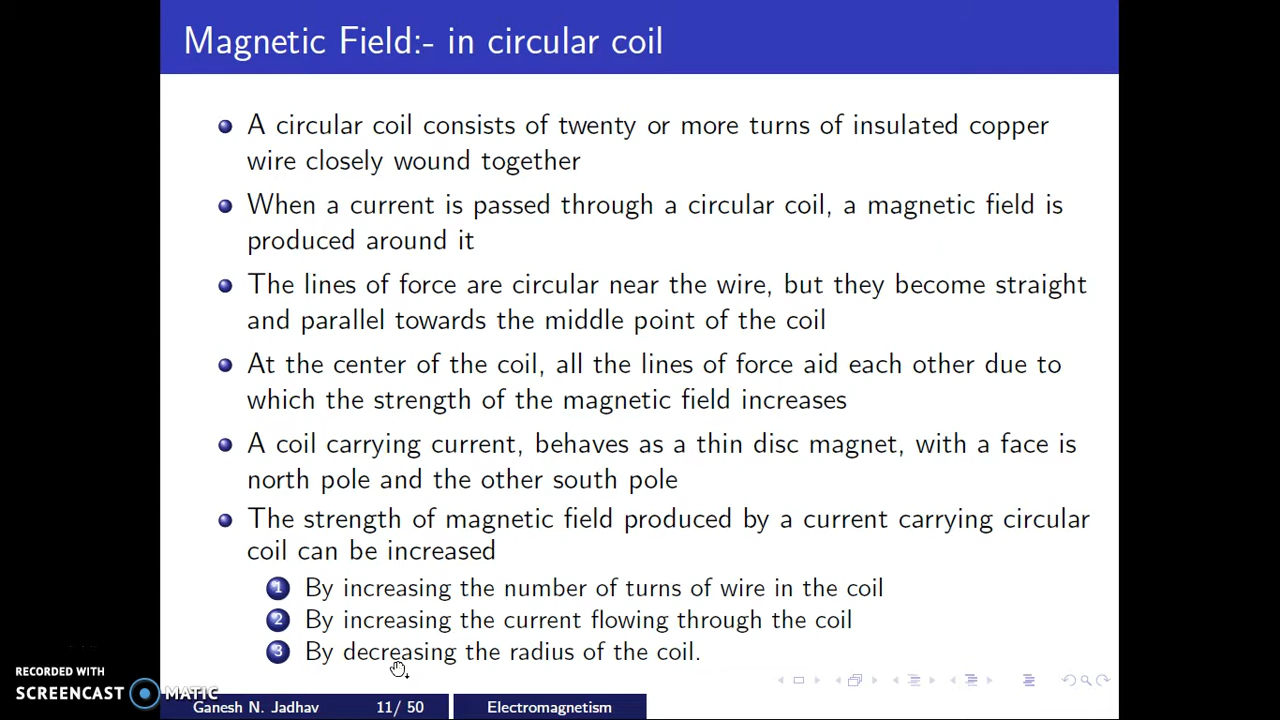 Magnetic Field:- in circular coil
A circular coil consists of twenty or more turns of insulated copper
wire closely wound together
When a current is passed through a circular coil, a magnetic field is
produced around it
The lines of force are circular near the wire, but they become straight
and parallel towards the middle point of the coil
At the center of the coil, all the lines of force aid each other due to
which the strength of the magnetic field increases
A coil carrying current, behaves as a thin disc magnet, with a face is
north pole and the other south pole
The strength of magnetic field produced by a current carrying circular
coil can be increased
1 By increasing the number of turns of wire in the coil
2 By increasing the current flowing through the coil
3 By decreasing the radius of the coil.
RECORDED WITH
SCREENCAST MATIC
Ganesh N. Jadhav 11/ 50 Electromagnetism